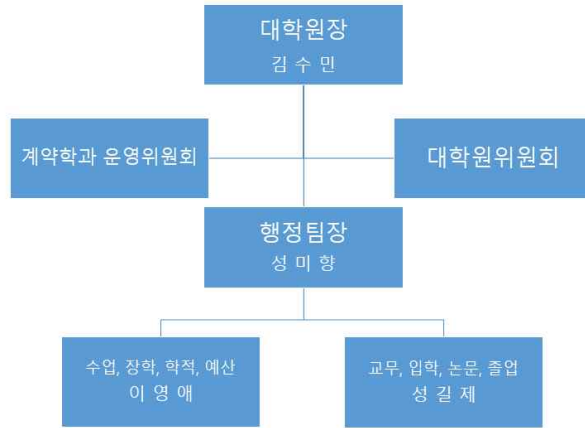 대학원장
김 수 민
계약학과 운영위원회
대학원위원회
행정팀장
성 미 향
수업, 장학, 학적, 예산
이 영 애
교무, 입학, 논문, 졸업
성 길 제